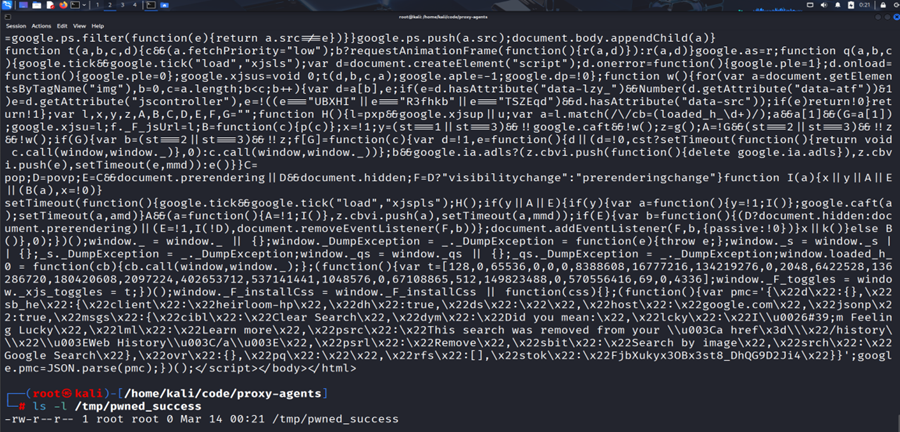 1 2 3 4
0:21
root@kali: /home/kali/code/proxy-agents
Session Actions Edit View Help
=google.ps.filter(function(e){return a.src≠e})}}google.ps.push(a.src);document.body.appendChild(a)}
function t(a,b,c,d){c&&(a.fetchPriority="low");b?requestAnimationFrame(function(){r(a,d)}):r(a,d)}google.as=r;function q(a,b,
c){google.tick&&google.tick("load","xjsls");var d=document.createElement("script");d.onerror=function(){google.ple=1};d.onload=
function(){google.ple=0};google.xjsus=void 0;t(d,b,c,a);google.aple=-1;google.dp=!0};function w(){for(var a=document.getElemen
tsByTagName("img"),b=0,c=a.length;b<c;b++){var d=a[b],e;if(e=d.hasAttribute("data-lzy_")&&Number(d.getAttribute("data-atf"))&1
)e=d.getAttribute("jscontroller"),e=!((e==="UBXHI"||e==="R3fhkb"||e==="TSZEqd")&&d.hasAttribute("data-src"));if(e)return!0}retur
n!1};var l,x,y,z,A,B,C,D,E,F,G="";function H(){l=pxp&&google.xjsup||u;var a=l.match(/\/cb=(loaded_h_\d+)/);a&&a[1]&&(G=a[1])
;google.xjsu=l;f._F_jsUrl=l;B=function(c){p(c)};x=!1;y=(st===1||st===3)&&!!google.caft&&!w();z=g();A=!G&&(st===2||st===3)&&!!z
&&!w();if(G){var b=(st==2||st==3)&&!!z;f[G]=function(c){var d=!1,e=function(){d||(d=!0,cst?setTimeout(function(){return void
c.call(window,window._)},0):c.call(window,window._))};b&&google.ia.adls?(z.cbvi.push(function(){delete google.ia.adls}),z.cb
vi.push(e),setTimeout(e,mmd)):e()}}C=
pop;D=povp;E=C&&document.prerendering||D&&document.hidden;F=D?"visibilitychange":"prerenderingchange"}function I(a){x||y||A||E
||(B(a),x=!0)}
setTimeout(function(){google.tick&&google.tick("load","xjspls");H();if(y||A||E){if(y){var a=function(){y=!1;I()};google.caft(a
);setTimeout(a,amd)}A&&(a=function(){A=!1;I()},z.cbvi.push(a),setTimeout(a,mmd));if(E){var b=function(){(D?document.hidden:doc
ument.prerendering)||(E=!1,I(!D),document.removeEventListener(F,b))};document.addEventListener(F,b,{passive:!0})}x||k()}else B
()},0);})();window._ = window._ || {};window._DumpException = _._DumpException = function(e){throw e;};window._s = window._s |
| {};_s._DumpException = _._DumpException;window._qs = window._qs || {};_qs._DumpException = _._DumpException;window.loaded_h_
0 = function(cb){cb.call(window,window._);};(function(){var t=[128,0,65536,0,0,0,8388608,16777216,134219276,0,2048,6422528,13
286720,180420608,2097224,402653712,537141441,1048576,0,67108865,512,149823488,0,570556416,69,0,4336];window._F_toggles = windo
w._xjs_toggles = t;})();window._F_installCss = window._F_installCss || function(css){};(function(){var pmc='{\x22d\x22:{},\x22
sb_he\x22:{\x22client\x22:\x22heirloom-hp\x22,\x22dh\x22:true,\x22ds\x22:\x22\x22,\x22host\x22:\x22google.com\x22,\x22jsonp\x2
2:true,\x22msgs\x22:{\x22cibl\x22:\x22Clear Search\x22,\x22dym\x22:\x22Did you mean:\x22,\x22lcky\x22:\x22I\\u0026#39;m Feelin
g Lucky\x22,\x22lml\x22:\x22Learn more\x22,\x22psrc\x22:\x22This search was removed from your \\u003Ca href\x3d\\\x22/history\
\\x22\\u003EWeb History\\u003C/a\\u003E\x22,\x22psrl\x22:\x22Remove\x22,\x22sbit\x22:\x22Search by image\x22,\x22srch\x22:\x22
Google Search\x22},\x22ovr\x22:{},\x22pq\x22:\x22\x22,\x22rfs\x22:[],\x22stok\x22:\x22FjbXukyx3OBx3st8_DhQG9D2Ji4\x22}}';googl
e.pmc=JSON.parse(pmc);})();</script></body></html>
(root㉿kali)-[/home/kali/code/proxy-agents]
# ls -l /tmp/pwned_success
-rw-r--r-- 1 root root 0 Mar 14 00:21 /tmp/pwned_success